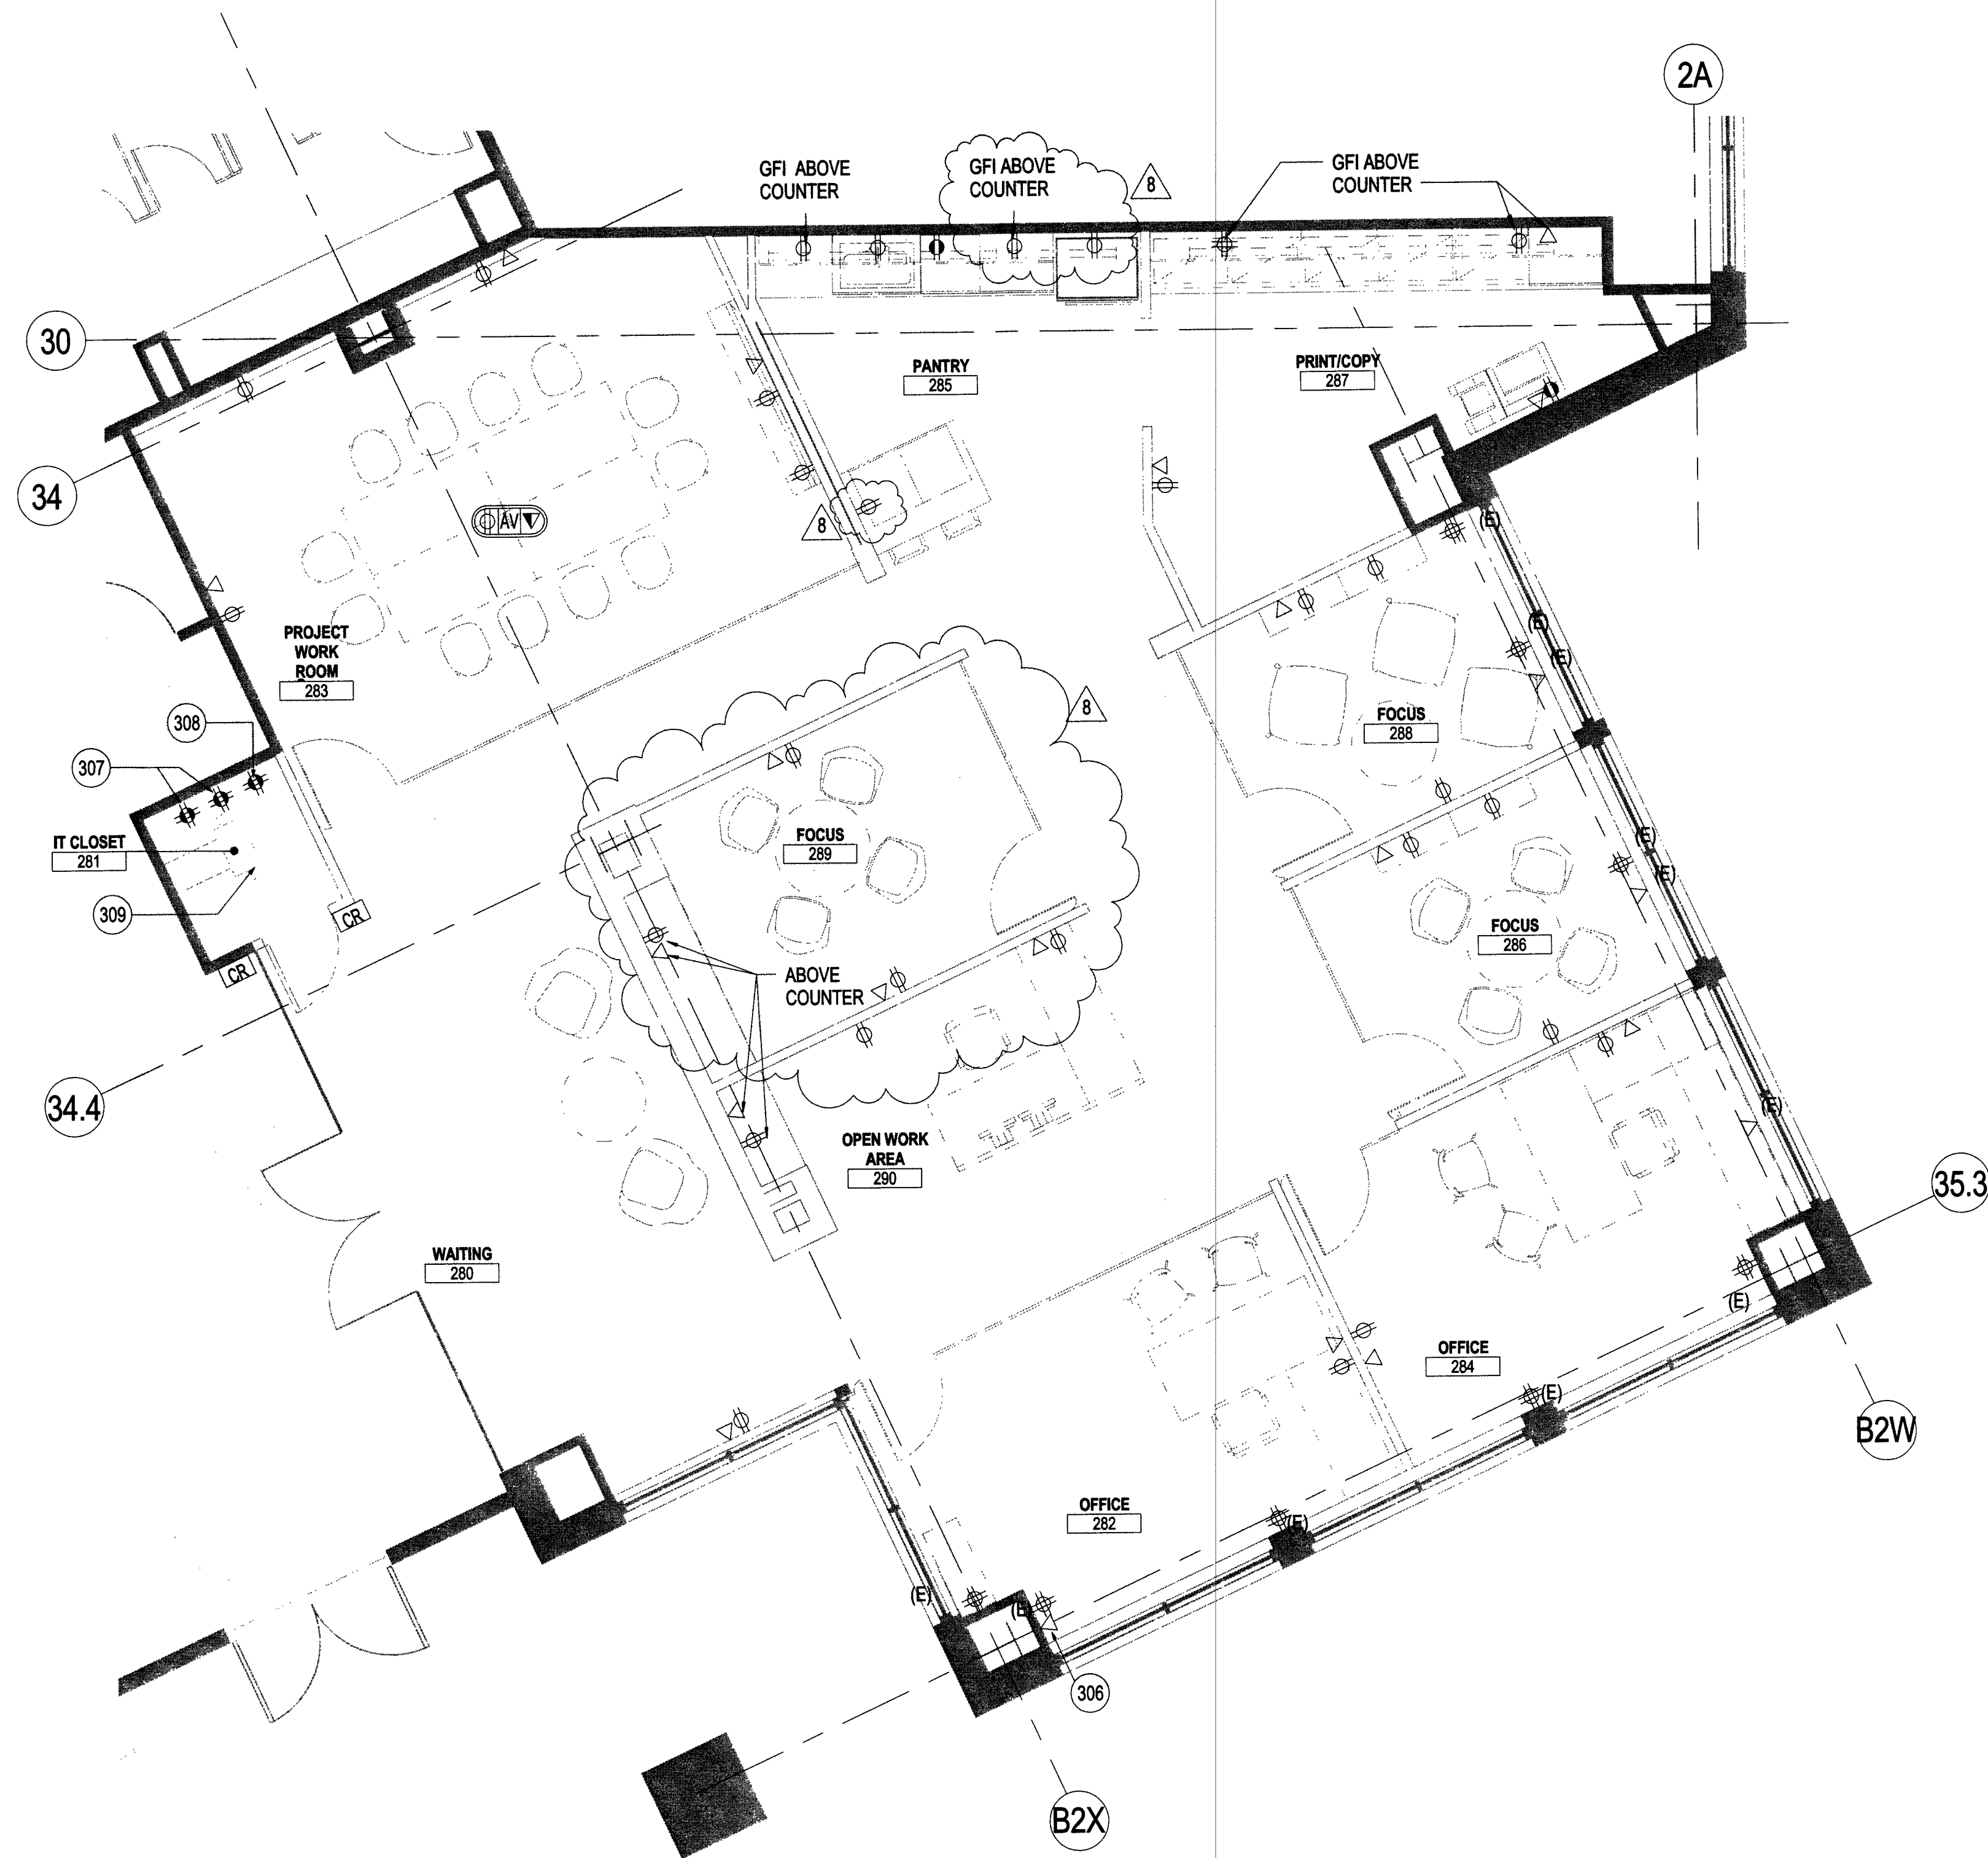 2A
GFI ABOVE
COUNTER
GFI ABOVE
COUNTER
8
GFI ABOVE
COUNTER
30
PANTRY
285
PRINT/COPY
287
34
AV
8
(E)
PROJECT
WORK
ROOM
283
(E)
(E)
308
8
FOCUS
288
307
IT CLOSET
281
FOCUS
289
(E)
(E)
309
CR
FOCUS
286
CR
ABOVE
COUNTER
34.4
(E)
OPEN WORK
AREA
290
35.3
WAITING
280
(E)
OFFICE
284
(E)
B2W
OFFICE
282
(E)
(E)
(E)
306
B2X